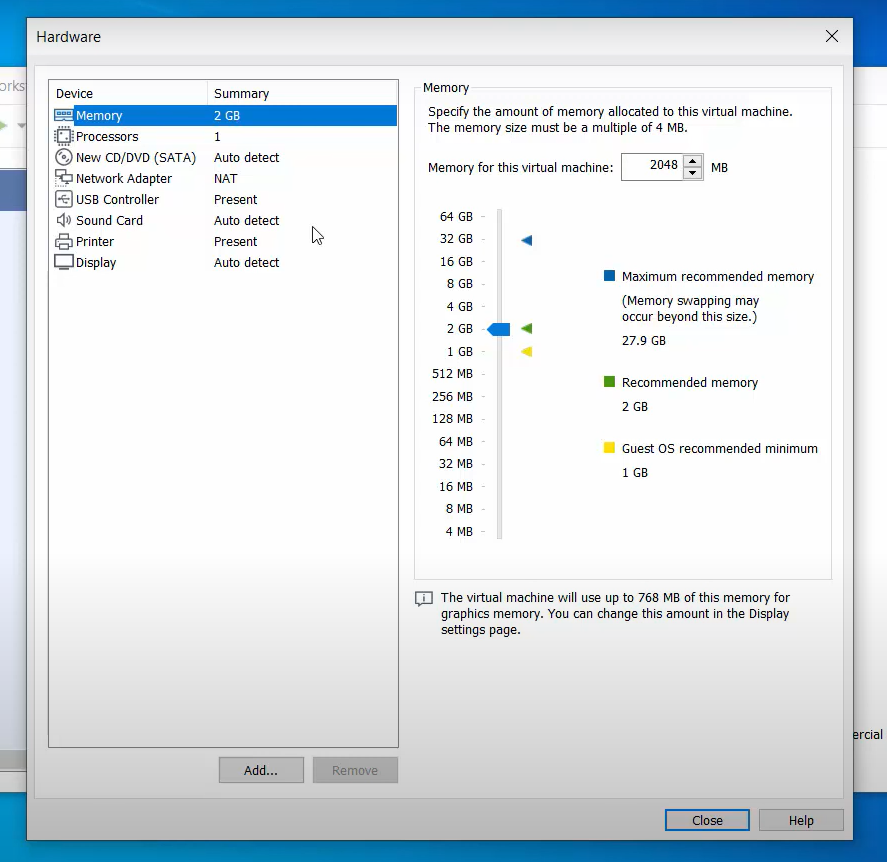 Hardware
Device Summary
Memory 2 GB
Processors 1
New CD/DVD (SATA) Auto detect
Network Adapter NAT
USB Controller Present
Sound Card Auto detect
Printer Present
Display Auto detect
Add...
Remove
Memory
Specify the amount of memory allocated to this virtual machine.
The memory size must be a multiple of 4 MB.
Memory for this virtual machine: 2048 MB
64 GB
32 GB
16 GB
8 GB
4 GB
2 GB
1 GB
512 MB
256 MB
128 MB
64 MB
32 MB
16 MB
8 MB
4 MB
Maximum recommended memory
(Memory swapping may
occur beyond this size.)
27.9 GB
Recommended memory
2 GB
Guest OS recommended minimum
1 GB
The virtual machine will use up to 768 MB of this memory for
graphics memory. You can change this amount in the Display
settings page.
Close
Help